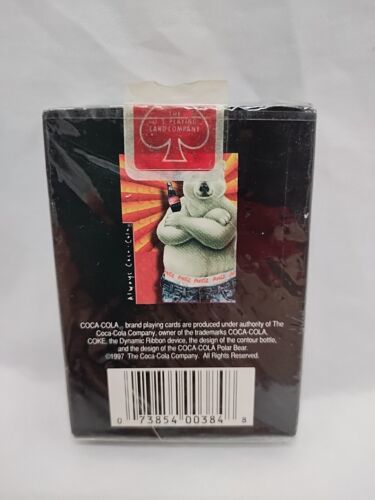 THE
U.S. PLAYING
CARD COMPANY
Always Coca-Cola
COCA-COLA brand playing cards are produced under authority of The
Coca-Cola Company, owner of the trademarks COCA-COLA,
COKE, the Dynamic Ribbon device, the design of the contour bottle,
and the design of the COCA-COLA Polar Bear.
©1997 The Coca-Cola Company. All Rights Reserved.
0 73854 00384 8